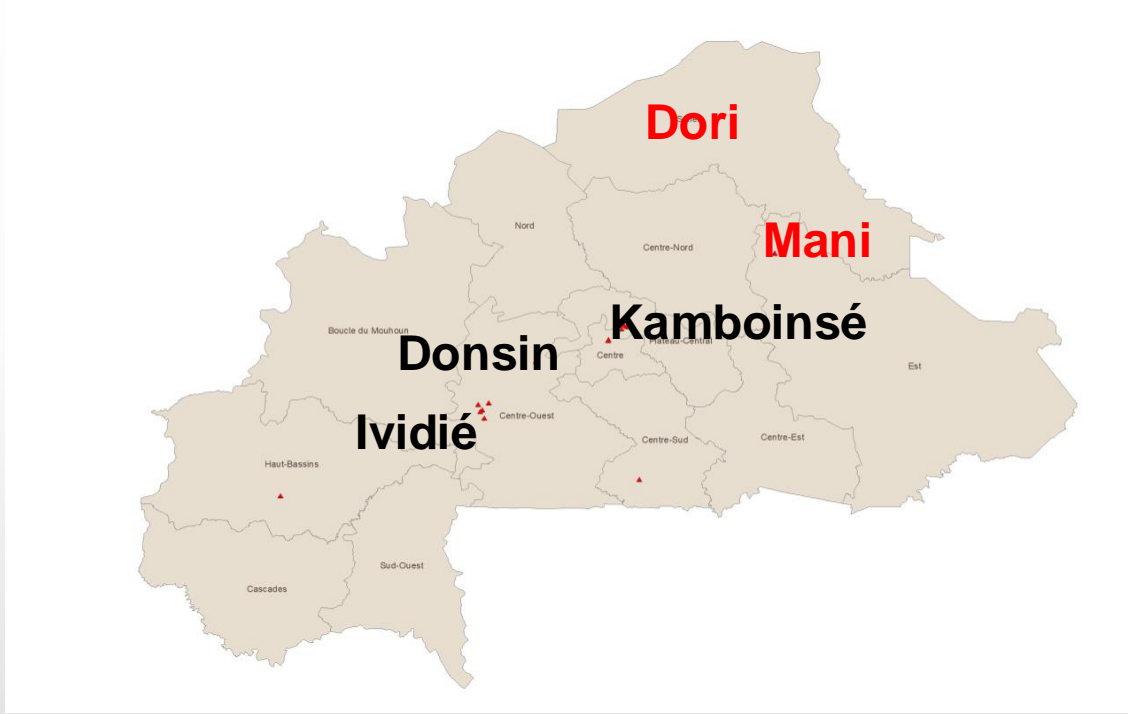 Dori
Nord
Mani
Centre-Nord
Kamboinsé
Boucle du Mouhoun
Plateau-Central
Donsin
Centre
Est
Centre-Ouest
Ividié
Centre-Sud
Centre-Est
Haut-Bassins
Sud-Ouest
Cascades